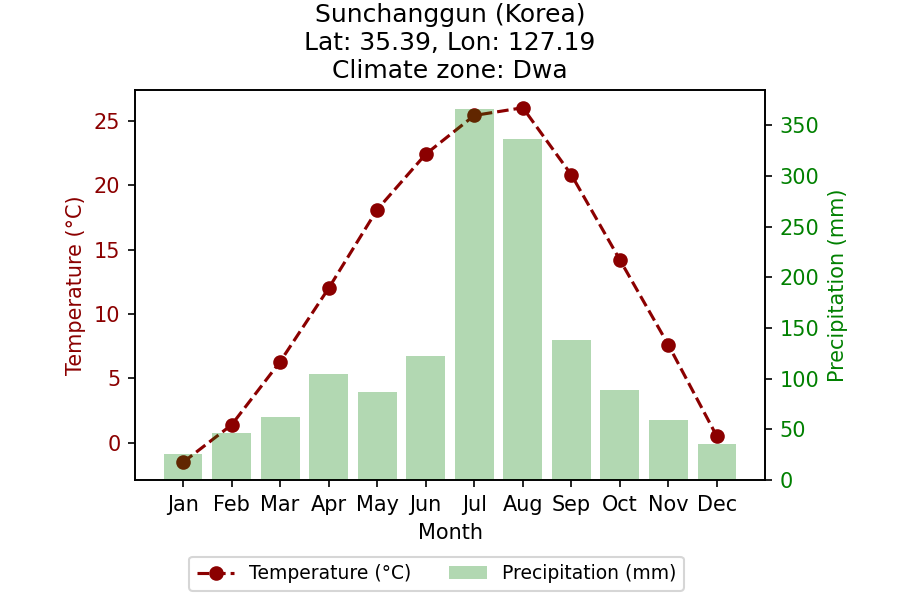 Sunchanggun (Korea)
Lat: 35.39, Lon: 127.19
Climate zone: Dwa
Temperature (°C)
25
20
15
10
5
0
Precipitation (mm)
350
300
250
200
150
100
50
0
Jan Feb Mar Apr May Jun Jul Aug Sep Oct Nov Dec
Month
Temperature (°C) Precipitation (mm)